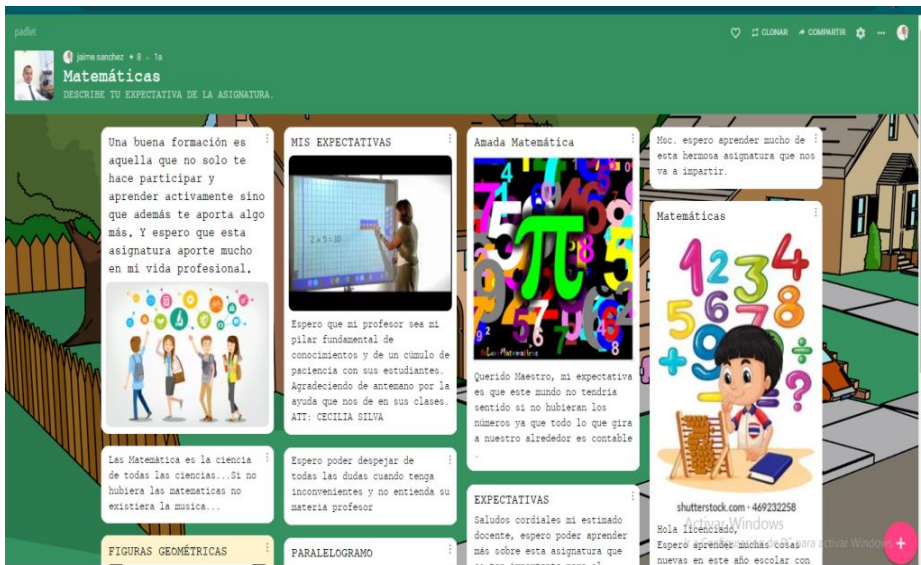 padlet
CLONAR
COMPARTIR
jaime sanchez + 8 · 1a
Matemáticas
DESCRIBE TU EXPECTATIVA DE LA ASIGNATURA.
Una buena formación es
aquella que no solo te
hace participar y
aprender activamente sino
que además te aporta algo
más, Y espero que esta
asignatura aporte mucho
en mi vida profesional,
Las Matemática es la ciencia
de todas las ciencias...Si no
hubiera las matematicas no
existiera la musica...
FIGURAS GEOMÉTRICAS
MIS EXPECTATIVAS
2 x 5 = 10
Espero que mi profesor sea mi
pilar fundamental de
conocimientos y de un cúmulo de
paciencia con sus estudiantes.
Agradeciendo de antemano por la
ayuda que nos de en sus clases.
ATT: CECILIA SILVA
Espero poder despejar de
todas las dudas cuando tenga
inconvenientes y no entienda su
materia profesor
PARALELOGRAMO
Amada Matemática
π
Querido Maestro, mi expectativa
es que este mundo no tendría
sentido si no hubieran los
números ya que todo lo que gira
a nuestro alrededor es contable
.
EXPECTATIVAS
Saludos cordiales mi estimado
docente, espero poder aprender
más sobre esta asignatura que
Msc. espero aprender mucho de
esta hermosa asignatura que nos
va a impartir.
Matemáticas
1 2 3 4
5 6 7 8
+ 9 ÷
= ?
shutterstock.com · 469232258
Activar Windows
Hola licenciado,
Espero aprender muchas cosas
nuevas en este año escolar con